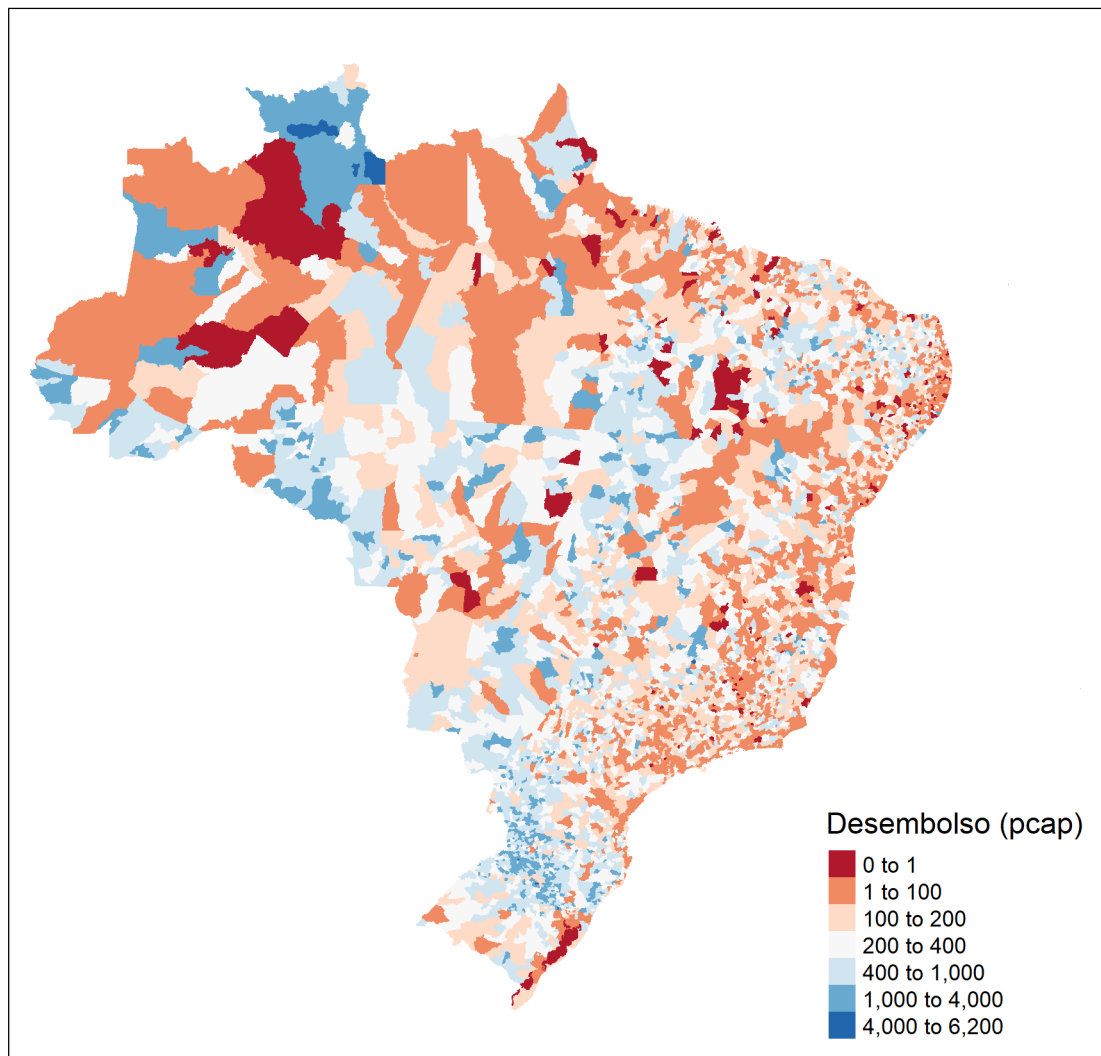 Desembolso (pcap)
0 to 1
1 to 100
100 to 200
200 to 400
400 to 1,000
1,000 to 4,000
4,000 to 6,200